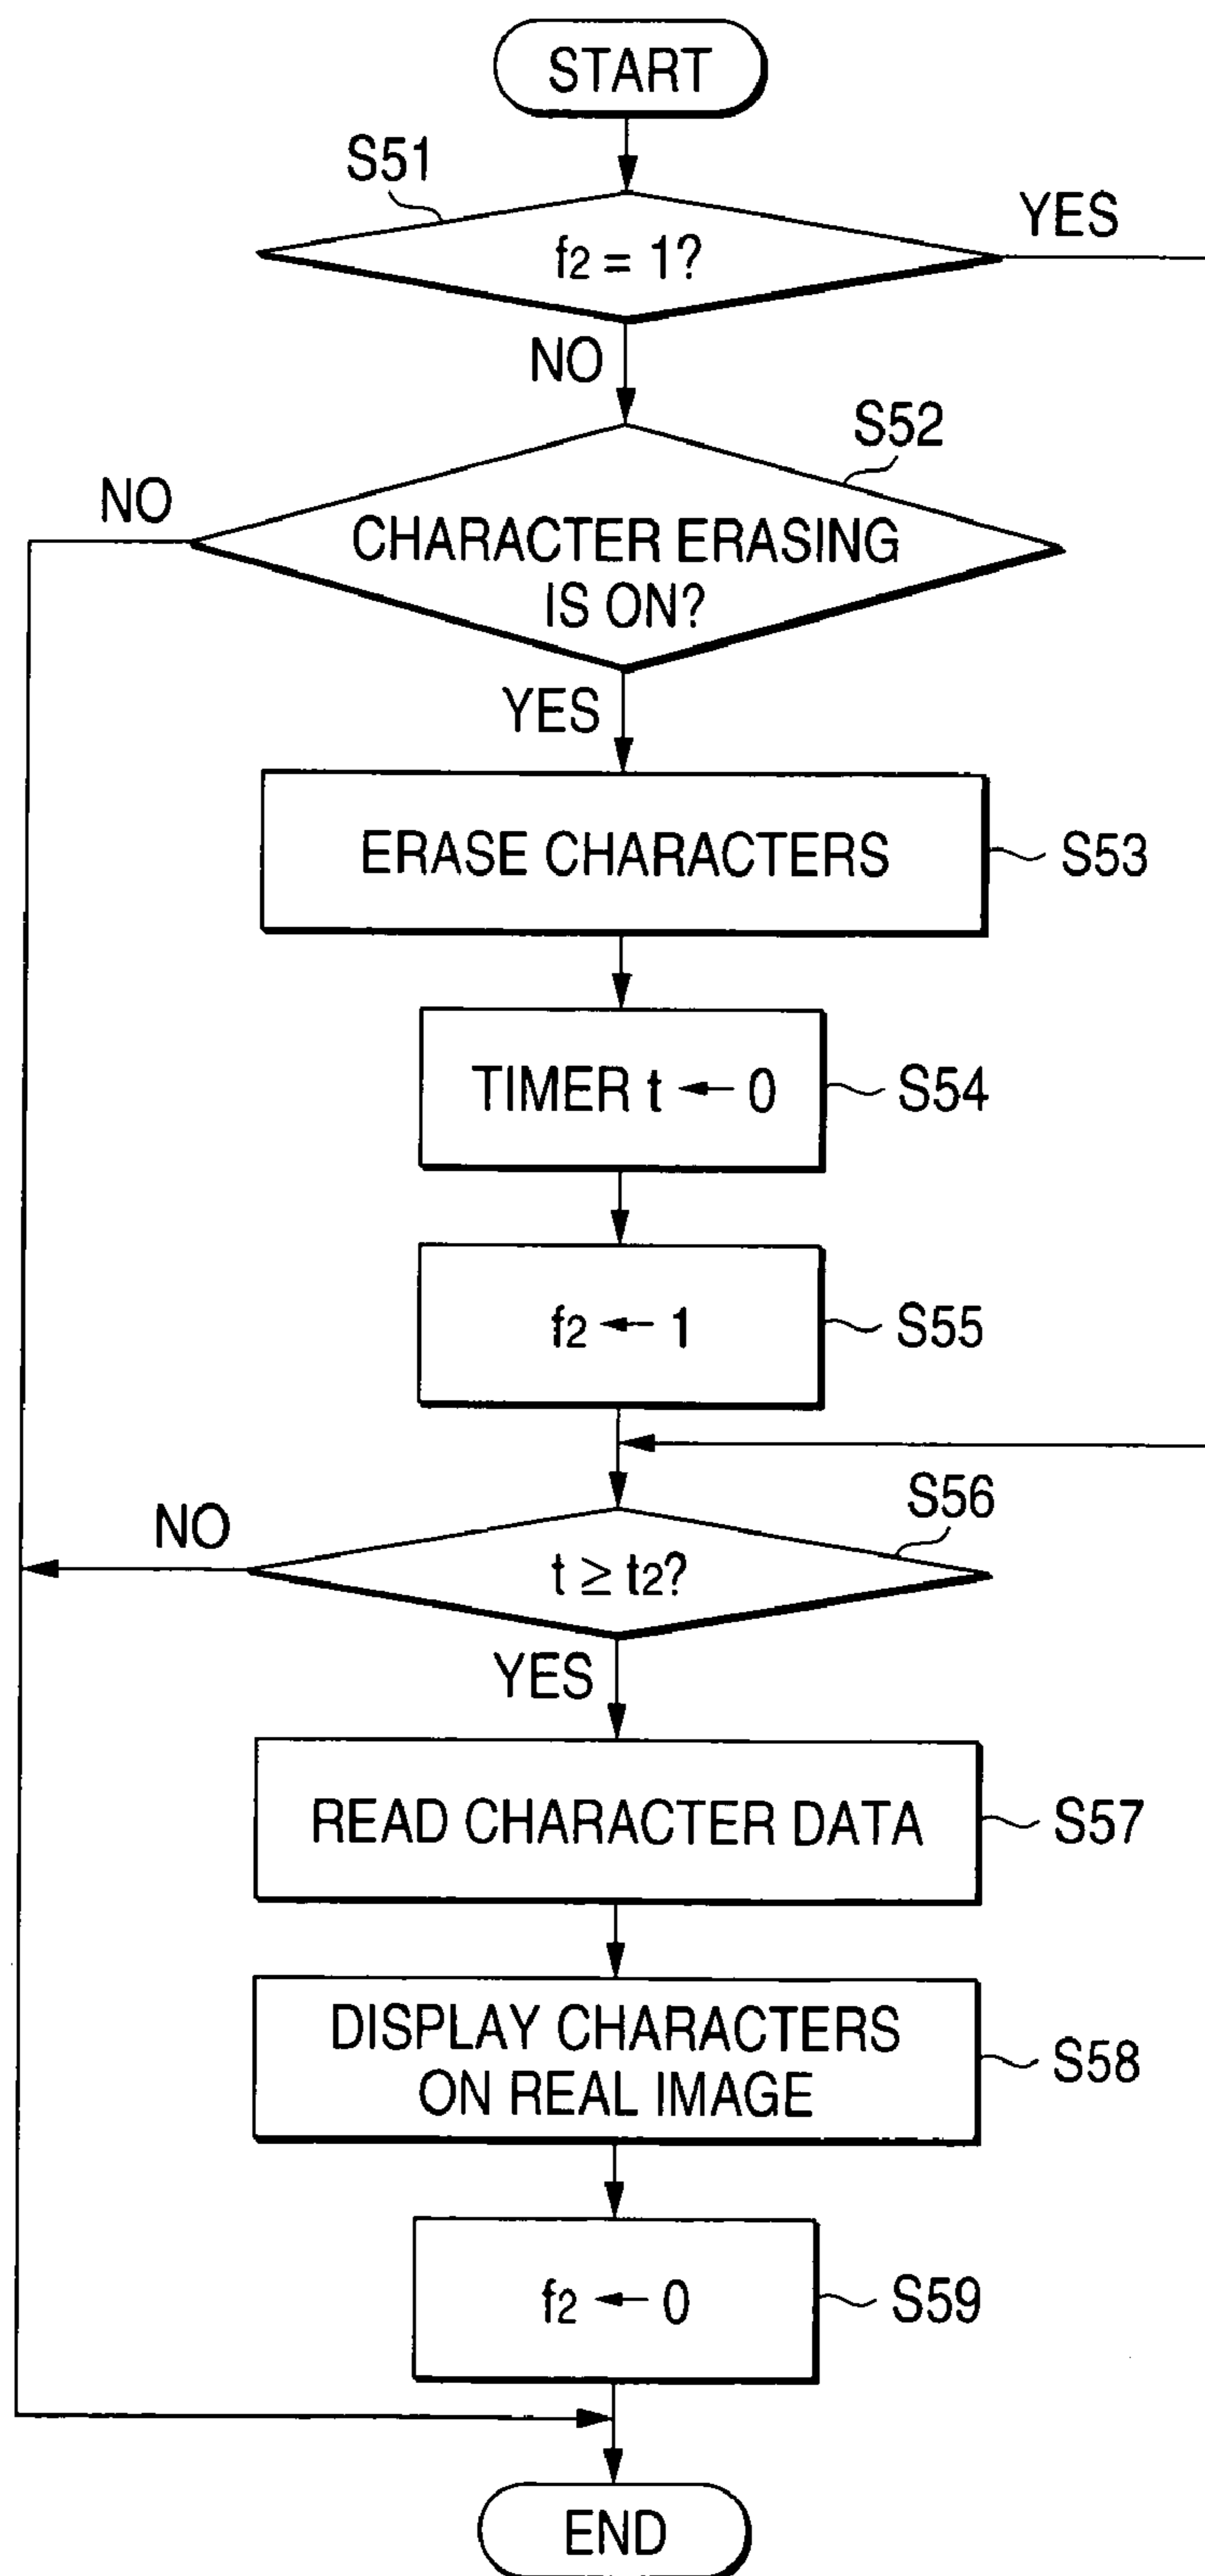 START
S51
f2 = 1?
YES
NO
S52
NO
CHARACTER ERASING
IS ON?
YES
ERASE CHARACTERS
S53
TIMER t ← 0
S54
f2 ← 1
S55
S56
NO
t ≥ t2?
YES
READ CHARACTER DATA
S57
DISPLAY CHARACTERS
ON REAL IMAGE
S58
f2 ← 0
S59
END